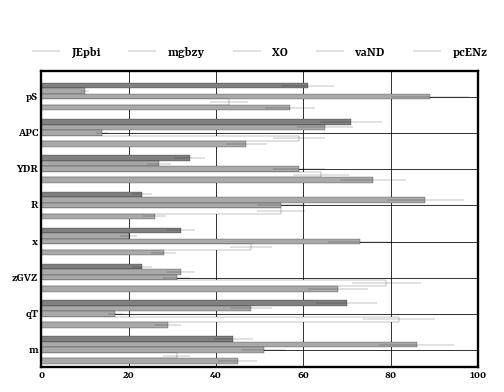 JEpbi mgbzy XO vaND pcENz
pS
APC
YDR
R
x
zGVZ
qT
m
0 20 40 60 80 100